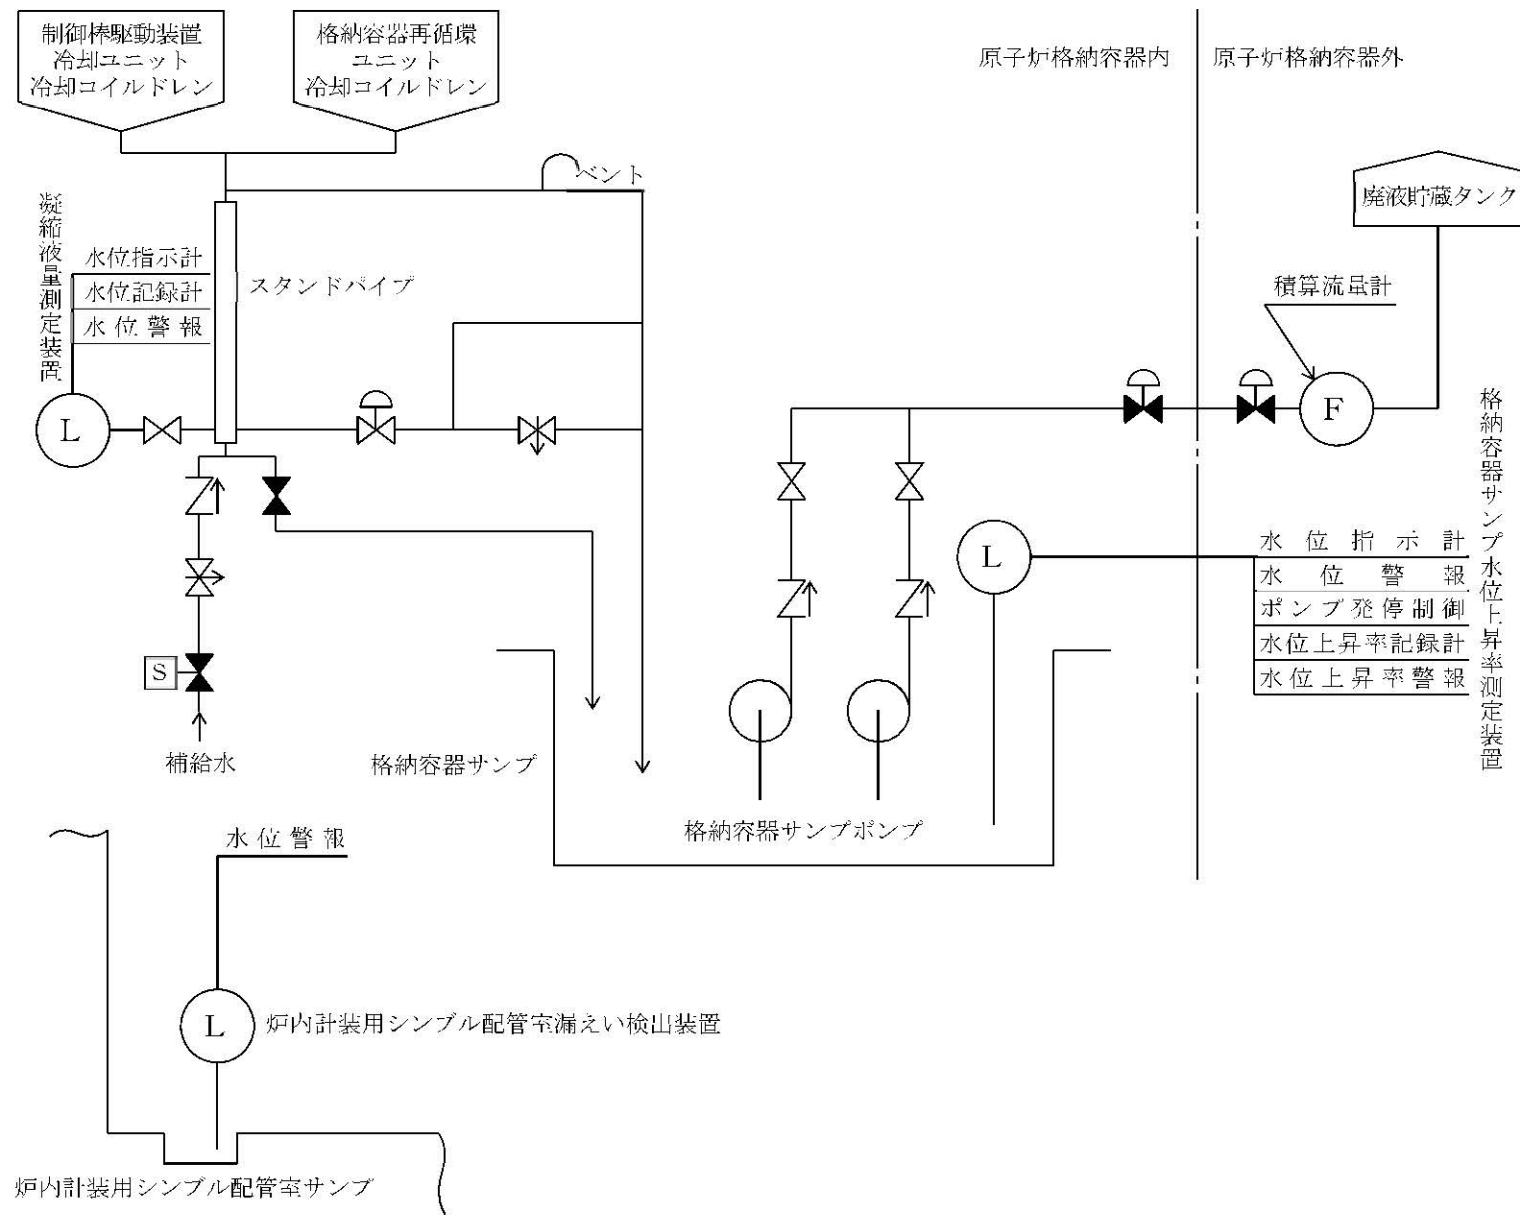 制御棒駆動装置
冷却ユニット
冷却コイルドレン
格納容器再循環
ユニット
冷却コイルドレン
原子炉格納容器内
原子炉格納容器外
ベント
廃液貯蔵タンク
凝縮液量測定装置
水位指示計
水位記録計
水位警報
スタンドパイプ
積算流量計
L
F
格納容器サンプ水位上昇率測定装置
L
水位指示計
水位警報
ポンプ発停制御
水位上昇率記録計
水位上昇率警報
S
補給水
格納容器サンプ
格納容器サンプポンプ
水位警報
L
炉内計装用シンブル配管室漏えい検出装置
炉内計装用シンブル配管室サンプ